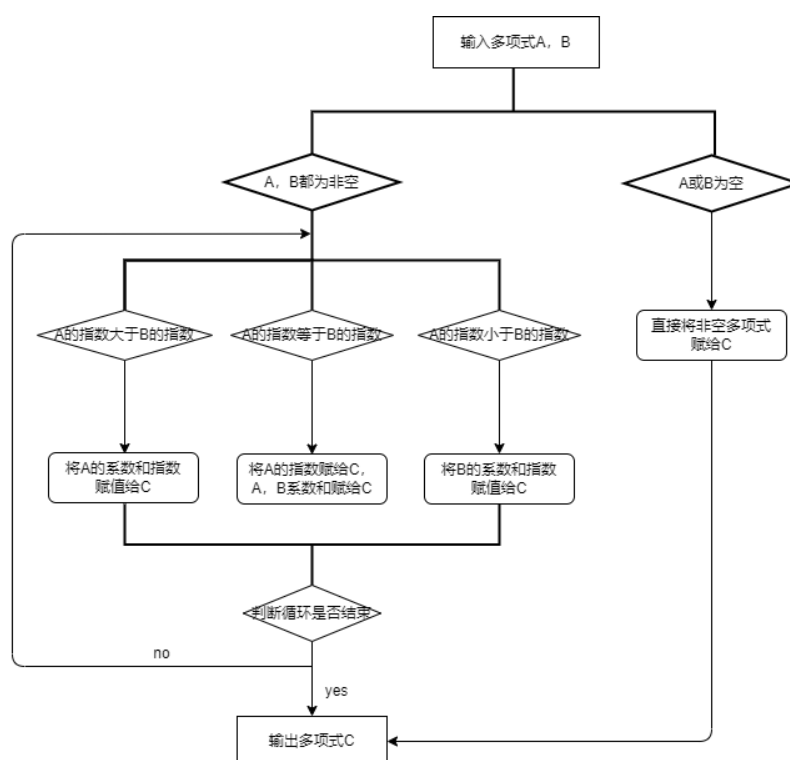 输入多项式A，B
A，B都为非空
A或B为空
A的指数大于B的指数
A的指数等于B的指数
A的指数小于B的指数
直接将非空多项式
赋给C
将A的系数和指数
赋值给C
将A的指数赋给C，
A，B系数和赋给C
将B的系数和指数
赋值给C
判断循环是否结束
no
yes
输出多项式C